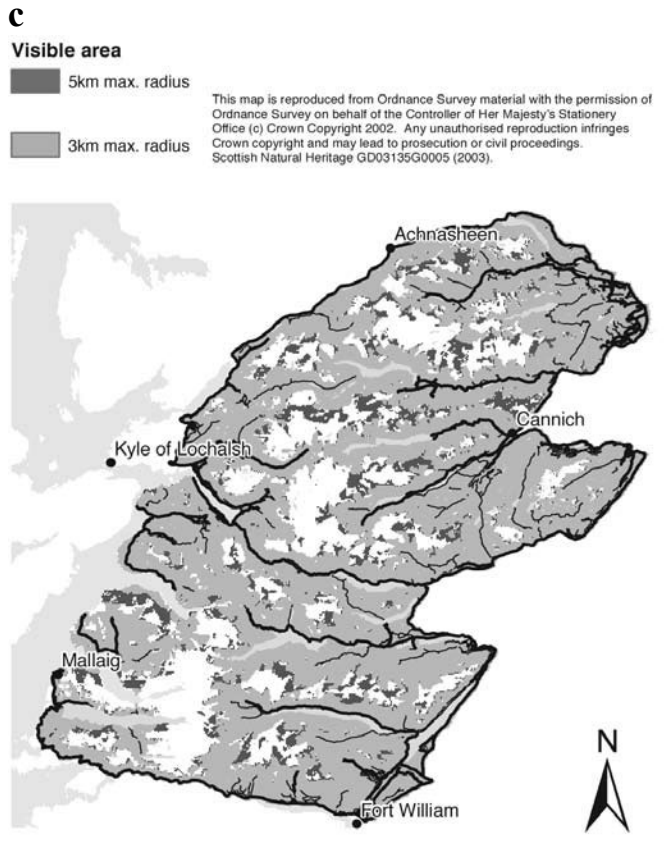 c
Visible area
5km max. radius
3km max. radius
This map is reproduced from Ordnance Survey material with the permission of
Ordnance Survey on behalf of the Controller of Her Majesty's Stationery
Office (c) Crown Copyright 2002. Any unauthorised reproduction infringes
Crown copyright and may lead to prosecution or civil proceedings.
Scottish Natural Heritage GD03135G0005 (2003).
Achnasheen
Cannich
Kyle of Lochalsh
Mallaig
N
Fort William